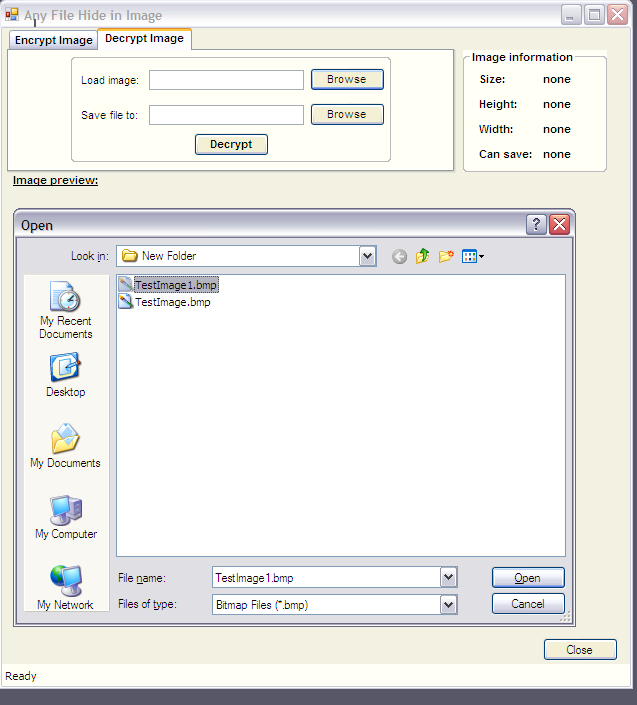 Any File Hide in Image
Encrypt Image Decrypt Image
Load image: Browse
Save file to: Browse
Decrypt
Image information
Size: none
Height: none
Width: none
Can save: none
Image preview:
Open
?
Look in: New Folder
TestImage1.bmp
TestImage.bmp
My Recent
Documents
Desktop
My Documents
My Computer
My Network
File name: TestImage1.bmp Open
Files of type: Bitmap Files (*.bmp) Cancel
Close
Ready